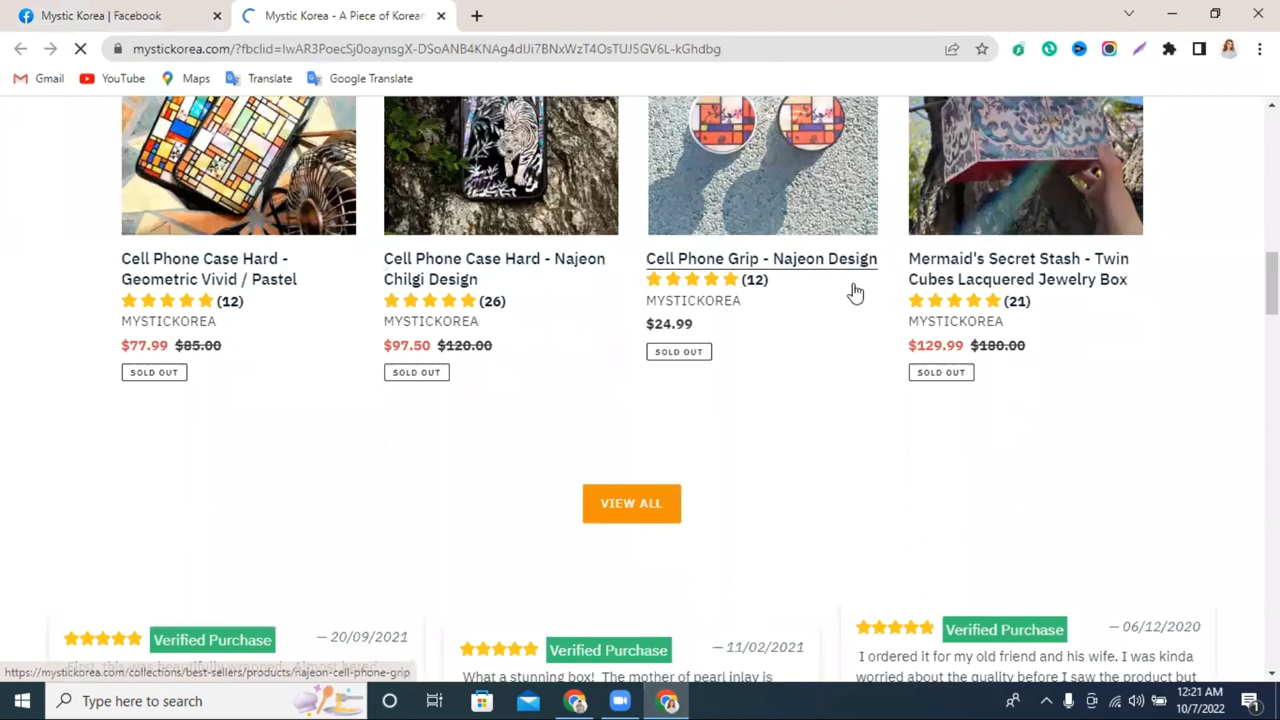 Mystic Korea | Facebook
Mystic Korea - A Piece of Korean
mystickorea.com/?fbclid=IwAR3PoecSj0oaynsgX-DSoANB4KNAg4dlJi7BNxWzT4OsTUJ5GV6L-kGhdbg
Gmail
YouTube
Maps
Translate
Google Translate
Cell Phone Case Hard - Geometric Vivid / Pastel
(12)
MYSTICKOREA
$77.99 $85.00
SOLD OUT
Cell Phone Case Hard - Najeon Chilgi Design
(26)
MYSTICKOREA
$97.50 $120.00
SOLD OUT
Cell Phone Grip - Najeon Design
(12)
MYSTICKOREA
$24.99
SOLD OUT
Mermaid's Secret Stash - Twin Cubes Lacquered Jewelry Box
(21)
MYSTICKOREA
$129.99 $180.00
SOLD OUT
VIEW ALL
Verified Purchase
– 20/09/2021
Verified Purchase
– 11/02/2021
What a stunning box! The mother of pearl inlay is
Verified Purchase
– 06/12/2020
I ordered it for my old friend and his wife. I was kinda
worried about the quality before I saw the product but
https://mystickorea.com/collections/best-sellers/products/najeon-cell-phone-grip
Type here to search
12:21 AM
10/7/2022
1